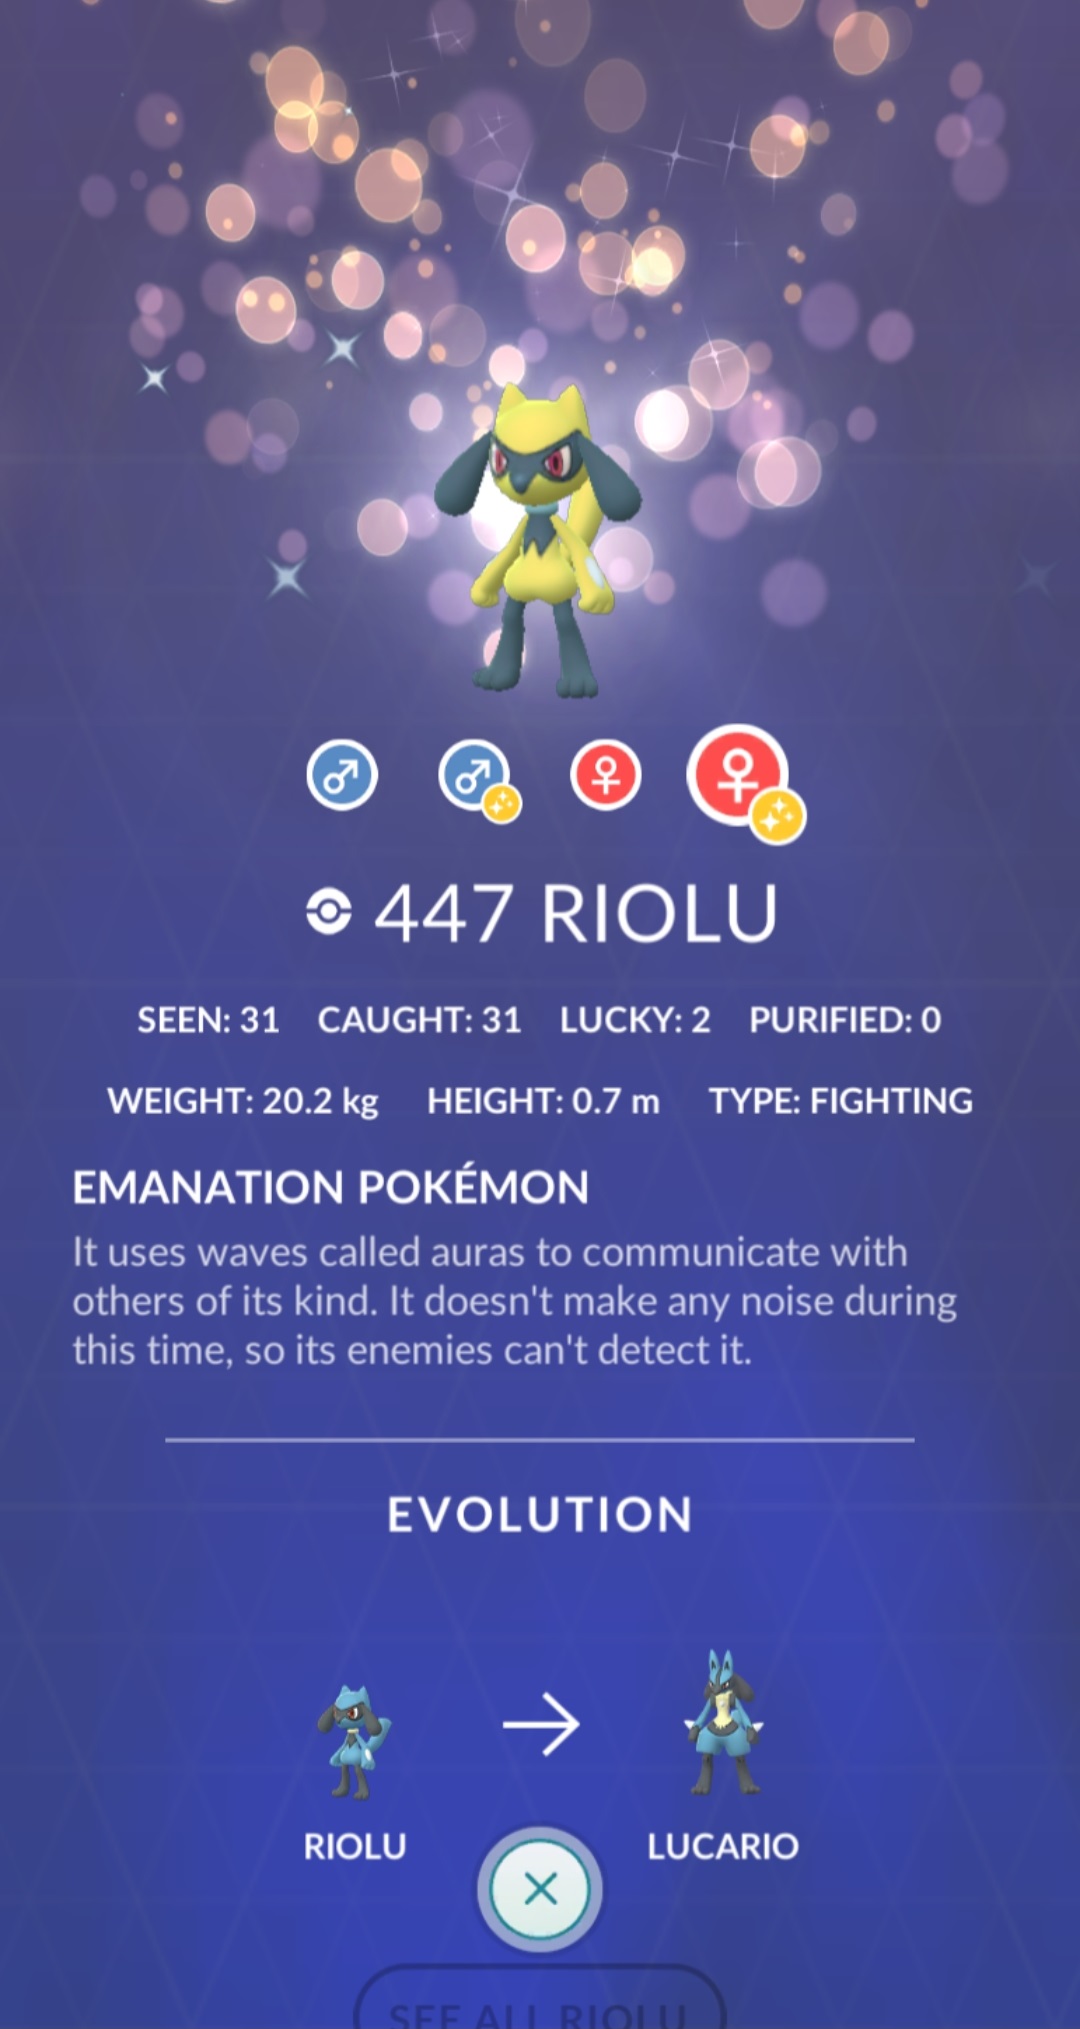 447 RIOLU
SEEN: 31 CAUGHT: 31 LUCKY: 2 PURIFIED: 0
WEIGHT: 20.2 kg HEIGHT: 0.7 m TYPE: FIGHTING
EMANATION POKÉMON
It uses waves called auras to communicate with
others of its kind. It doesn't make any noise during
this time, so its enemies can't detect it.
EVOLUTION
RIOLU LUCARIO
SEE ALL RIOLU